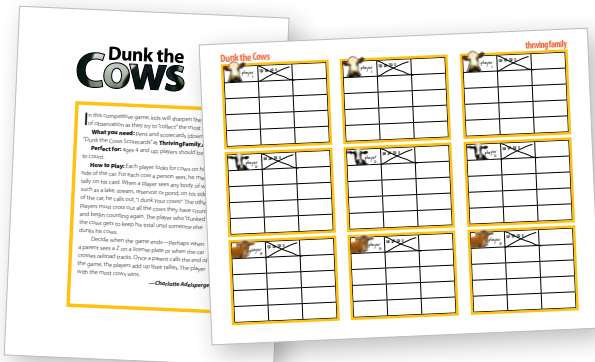 Dunk the
Cows
In this competitive game, kids will sharpen the
of observation as they try to "collect" the most
What you need: Pens and scorecards (down
"Dunk the Cows Scorecards" at ThrivingFamily.
Perfect for: Ages 4 and up; players should be
to count.
How to Play: Each player looks for cows on hi
side of the car. For each cow a person sees, he ma
tally on his card. When a player sees any body of w
such as a lake, stream, reservoir or pond, on his side
of the car, he calls out, "I dunk your cows!" The othe
players must cross out all the cows they have count
and begin counting again. The player who "dunked
the cows gets to keep his total until someone else
dunks his cows.
Decide when the game ends—Perhaps when
a parent sees a Z on a license plate or when the car
crosses railroad tracks. Once a parent calls the end of
the game, the players add up their tallies. The player
with the most cows wins.
—Charlotte Adelsperge
Dunk the Cows
thriving family
player
player
player
player
player
player
player
player
player